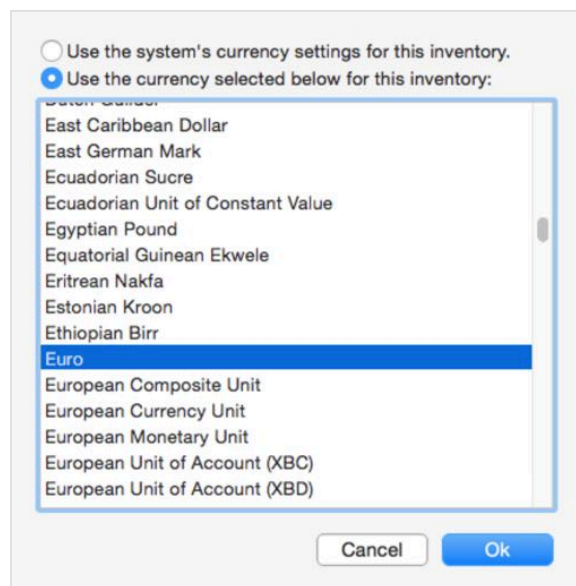 Use the system's currency settings for this inventory.
Use the currency selected below for this inventory:
Dutch Guilder
East Caribbean Dollar
East German Mark
Ecuadorian Sucre
Ecuadorian Unit of Constant Value
Egyptian Pound
Equatorial Guinean Ekwele
Eritrean Nakfa
Estonian Kroon
Ethiopian Birr
Euro
European Composite Unit
European Currency Unit
European Monetary Unit
European Unit of Account (XBC)
European Unit of Account (XBD)
Cancel Ok